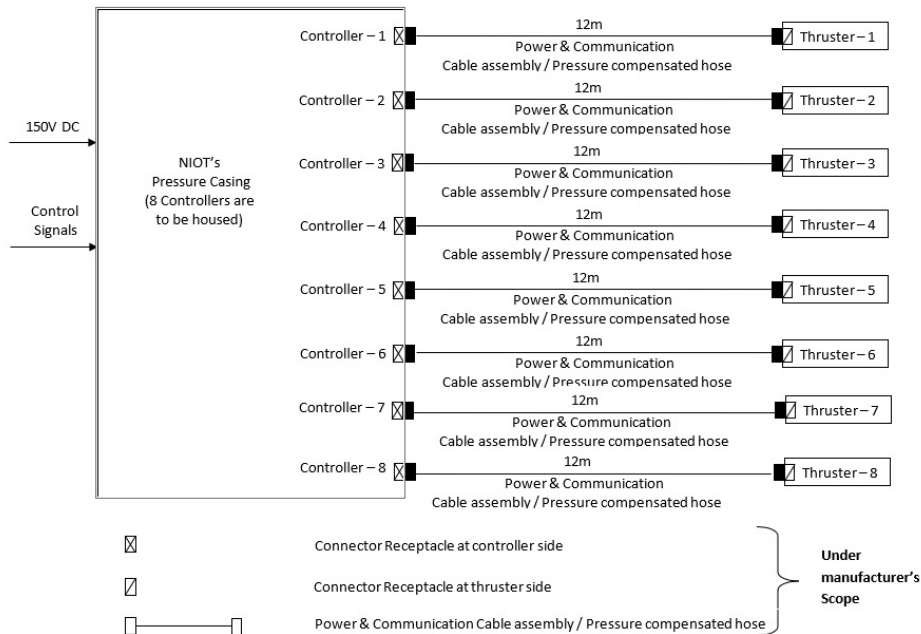 Controller – 1
12m
Power & Communication
Cable assembly / Pressure compensated hose
Thruster – 1
Controller – 2
12m
Power & Communication
Cable assembly / Pressure compensated hose
Thruster – 2
150V DC
NIOT's
Pressure Casing
(8 Controllers are
to be housed)
Controller – 3
12m
Power & Communication
Cable assembly / Pressure compensated hose
Thruster – 3
Control
Signals
Controller – 4
12m
Power & Communication
Cable assembly / Pressure compensated hose
Thruster – 4
Controller – 5
12m
Power & Communication
Cable assembly / Pressure compensated hose
Thruster – 5
Controller – 6
12m
Power & Communication
Cable assembly / Pressure compensated hose
Thruster – 6
Controller – 7
12m
Power & Communication
Cable assembly / Pressure compensated hose
Thruster – 7
Controller – 8
12m
Power & Communication
Cable assembly / Pressure compensated hose
Thruster – 8
Connector Receptacle at controller side
Connector Receptacle at thruster side
Power & Communication Cable assembly / Pressure compensated hose
Under
manufacturer's
Scope